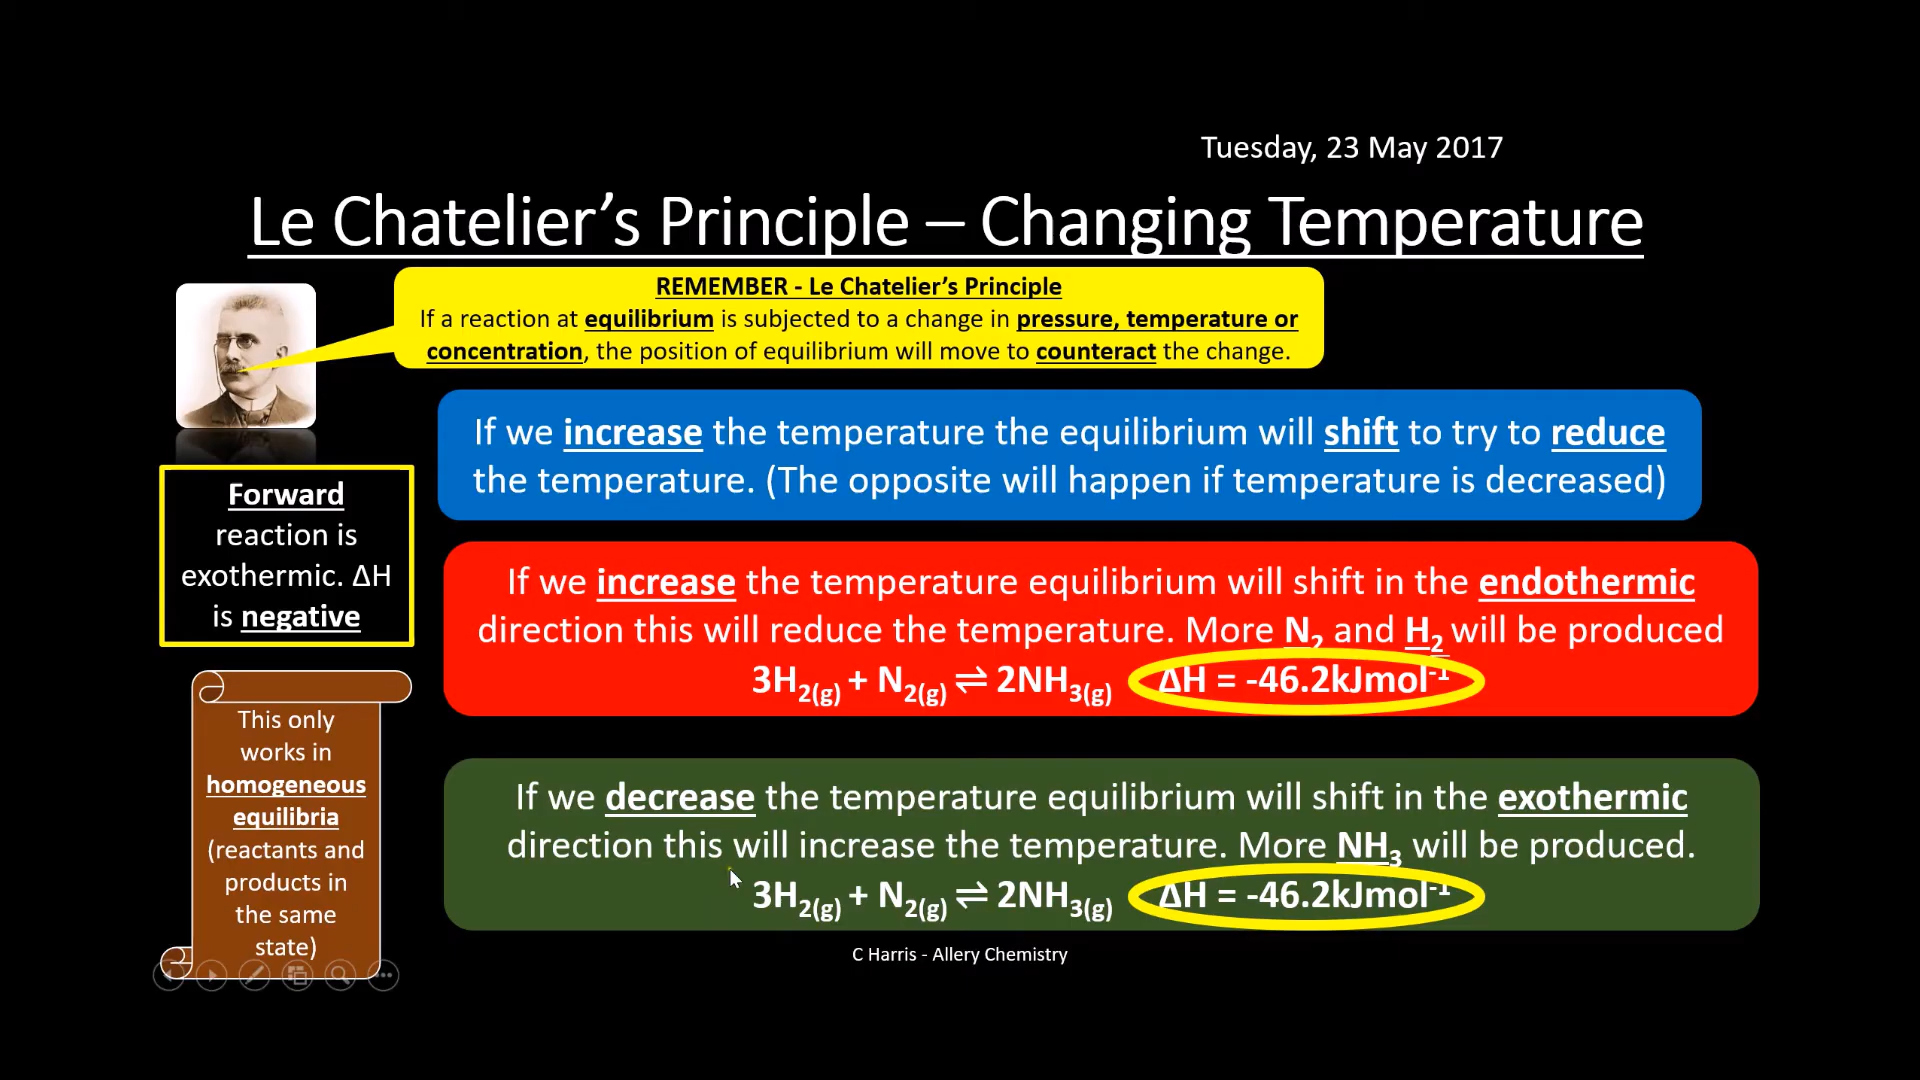 Tuesday, 23 May 2017
Le Chatelier’s Principle – Changing Temperature
REMEMBER - Le Chatelier’s Principle
If a reaction at equilibrium is subjected to a change in pressure, temperature or
concentration, the position of equilibrium will move to counteract the change.
If we increase the temperature the equilibrium will shift to try to reduce
the temperature. (The opposite will happen if temperature is decreased)
Forward
reaction is
exothermic. ΔH
is negative
If we increase the temperature equilibrium will shift in the endothermic
direction this will reduce the temperature. More N₂ and H₂ will be produced
3H₂(g) + N₂(g) ⇌ 2NH₃(g) ΔH = -46.2kJmol⁻¹
This only
works in
homogeneous
equilibria
(reactants and
products in
the same
state)
If we decrease the temperature equilibrium will shift in the exothermic
direction this will increase the temperature. More NH₃ will be produced.
3H₂(g) + N₂(g) ⇌ 2NH₃(g) ΔH = -46.2kJmol⁻¹
C Harris - Allery Chemistry